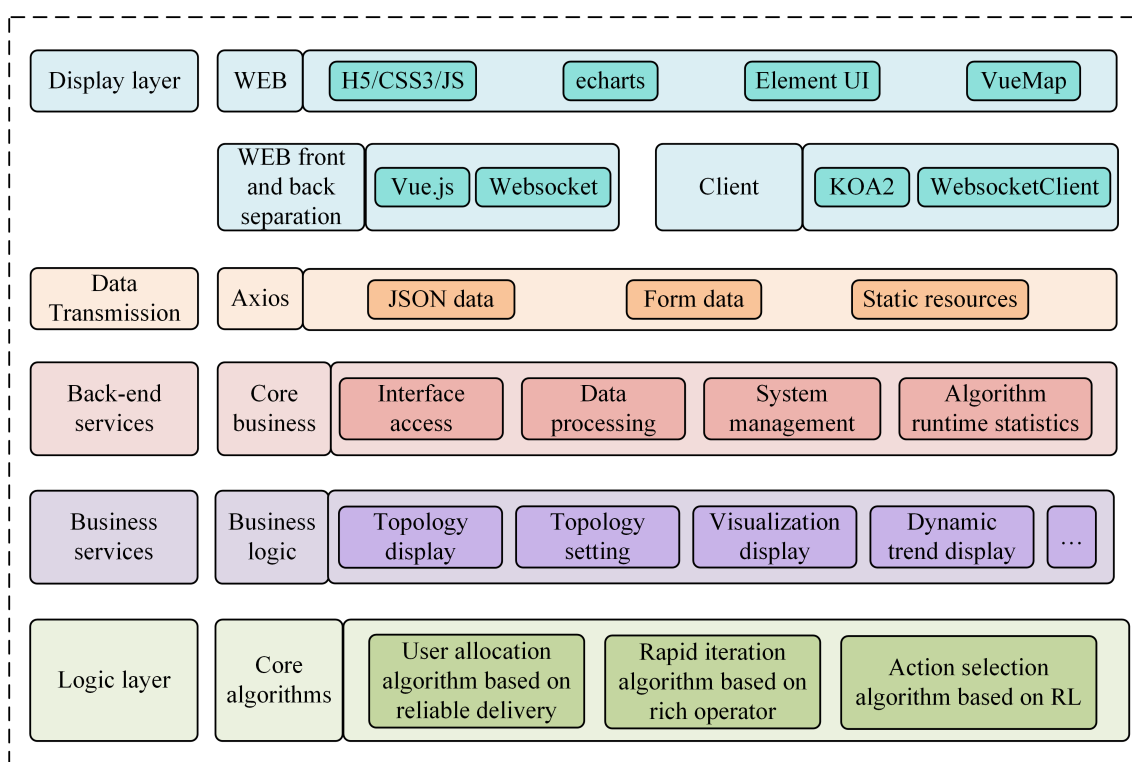 Display layer
WEB
H5/CSS3/JS
echarts
Element UI
VueMap
WEB front
and back
separation
Vue.js
Websocket
Client
KOA2
WebsocketClient
Data
Transmission
Axios
JSON data
Form data
Static resources
Back-end
services
Core
business
Interface
access
Data
processing
System
management
Algorithm
runtime statistics
Business
services
Business
logic
Topology
display
Topology
setting
Visualization
display
Dynamic
trend display
…
Logic layer
Core
algorithms
User allocation
algorithm based on
reliable delivery
Rapid iteration
algorithm based on
rich operator
Action selection
algorithm based on RL